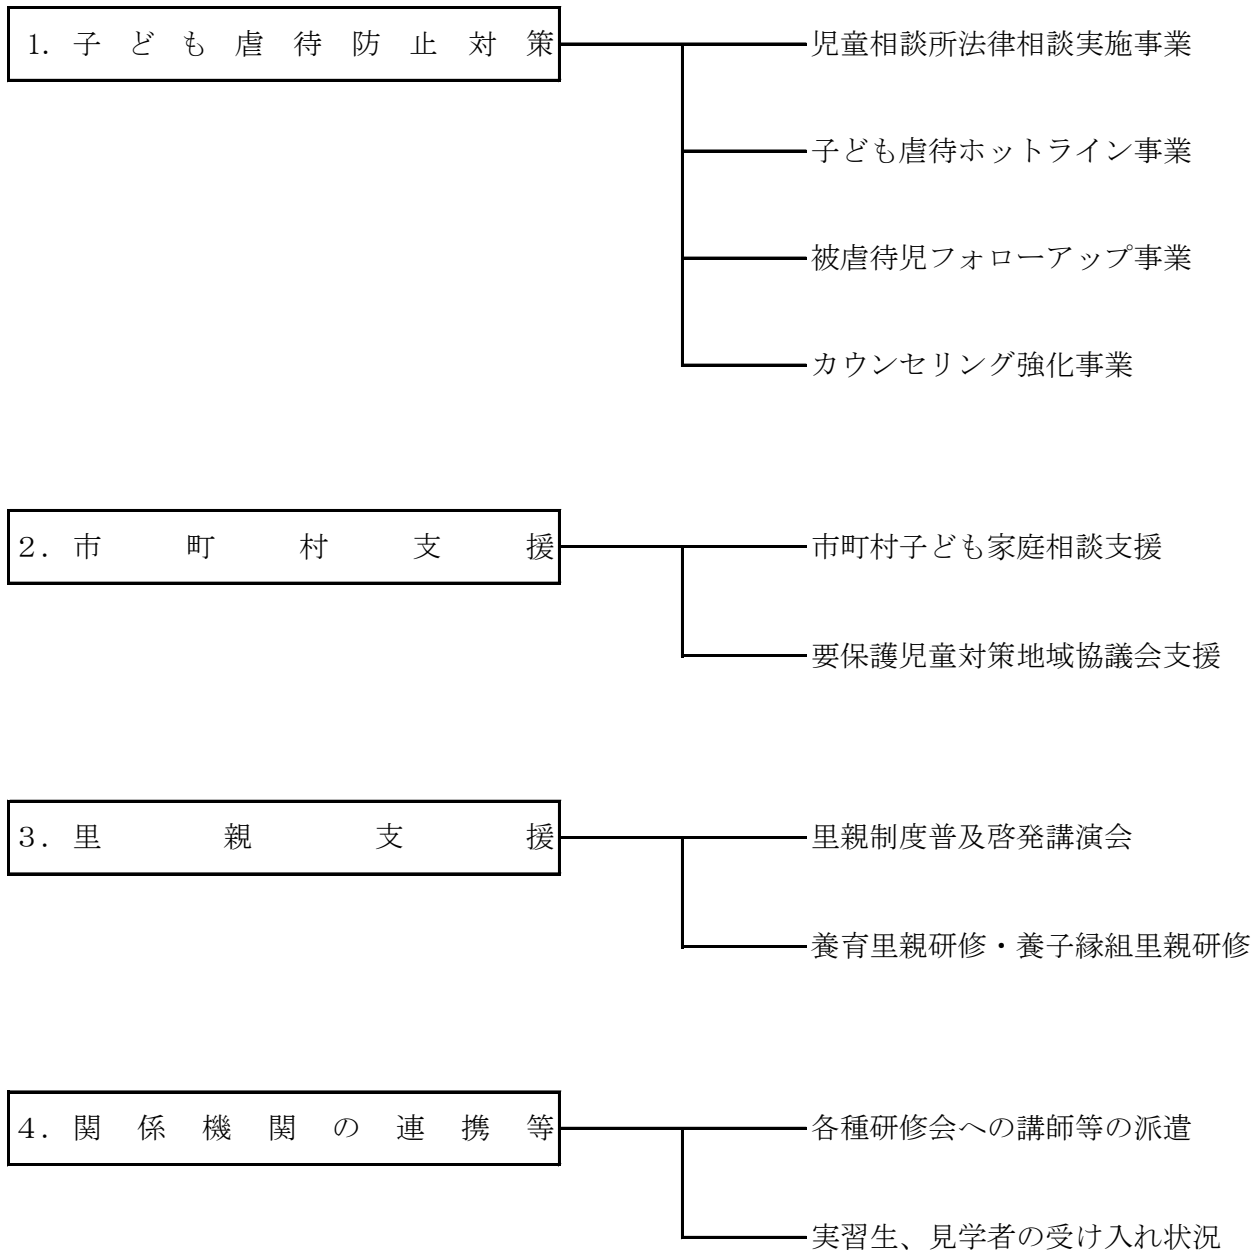 1. 子ども虐待防止対策
児童相談所法律相談実施事業
子ども虐待ホットライン事業
被虐待児フォローアップ事業
カウンセリング強化事業
2. 市町村支援
市町村子ども家庭相談支援
要保護児童対策地域協議会支援
3. 里親支援
里親制度普及啓発講演会
養育里親研修・養子縁組里親研修
4. 関係機関の連携等
各種研修会への講師等の派遣
実習生、見学者の受け入れ状況